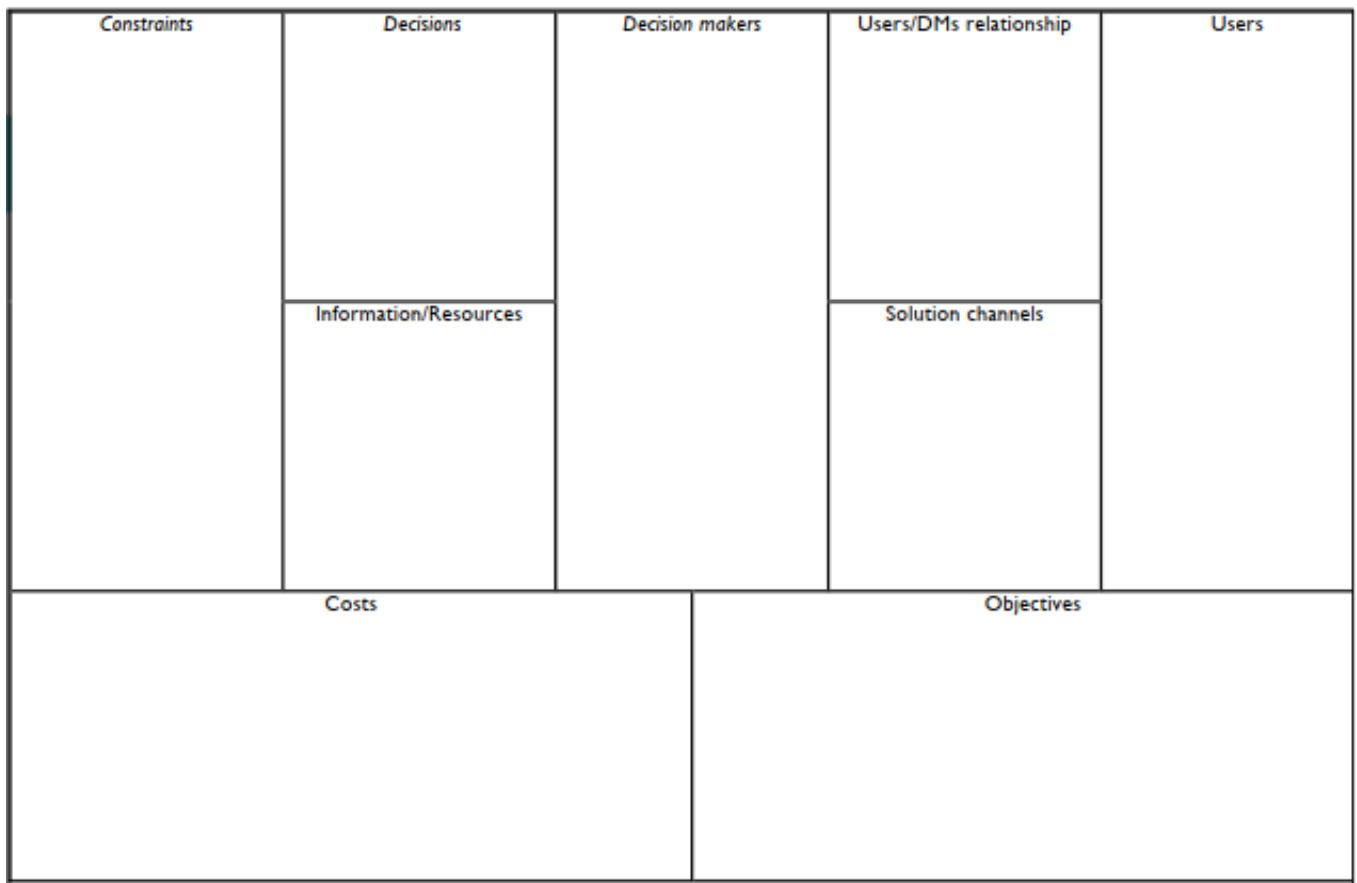 Constraints
Decisions
Decision makers
Users/DMs relationship
Users
Information/Resources
Solution channels
Costs
Objectives